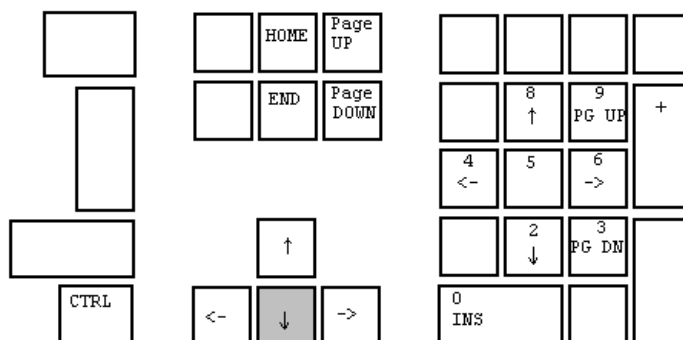 HOME
Page
UP
END
Page
DOWN
8
↑
9
PG UP
+
4
<-
5
6
->
2
↓
3
PG DN
↑
CTRL
<-
↓
->
0
INS